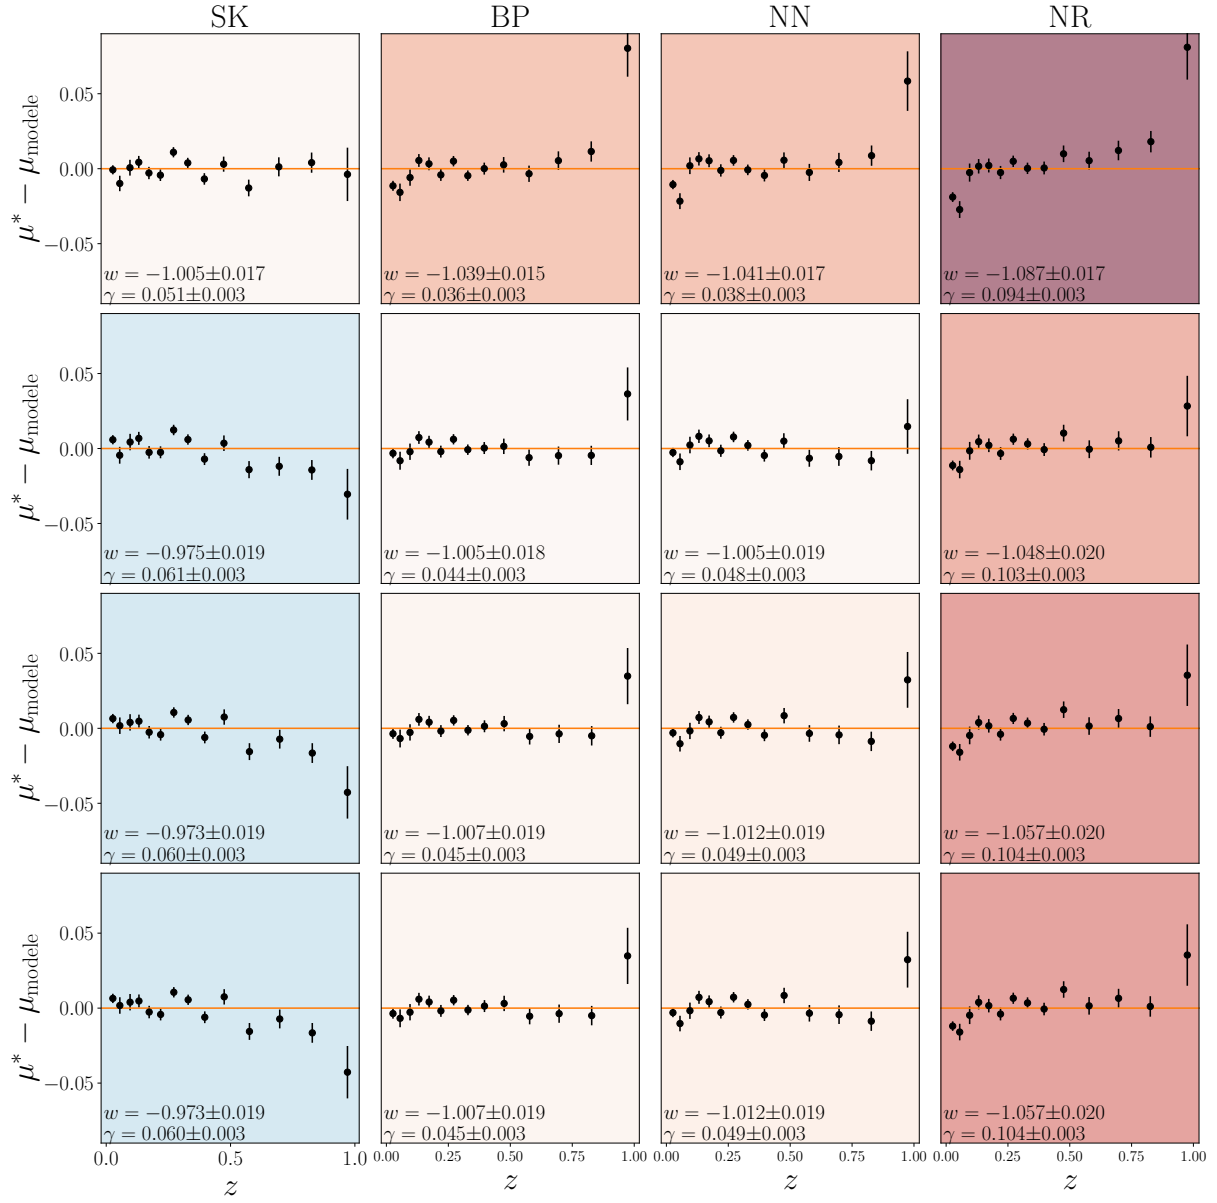 SK BP NN NR
μ* − μmodele
0.05
0.00
−0.05
w = −1.005±0.017
γ = 0.051±0.003
w = −1.039±0.015
γ = 0.036±0.003
w = −1.041±0.017
γ = 0.038±0.003
w = −1.087±0.017
γ = 0.094±0.003
μ* − μmodele
0.05
0.00
−0.05
w = −0.975±0.019
γ = 0.061±0.003
w = −1.005±0.018
γ = 0.044±0.003
w = −1.005±0.019
γ = 0.048±0.003
w = −1.048±0.020
γ = 0.103±0.003
μ* − μmodele
0.05
0.00
−0.05
w = −0.973±0.019
γ = 0.060±0.003
w = −1.007±0.019
γ = 0.045±0.003
w = −1.012±0.019
γ = 0.049±0.003
w = −1.057±0.020
γ = 0.104±0.003
μ* − μmodele
0.05
0.00
−0.05
w = −0.973±0.019
γ = 0.060±0.003
w = −1.007±0.019
γ = 0.045±0.003
w = −1.012±0.019
γ = 0.049±0.003
w = −1.057±0.020
γ = 0.104±0.003
0.0 0.5 1.0
0.00 0.25 0.50 0.75 1.00
0.00 0.25 0.50 0.75 1.00
0.00 0.25 0.50 0.75 1.00
z z z z